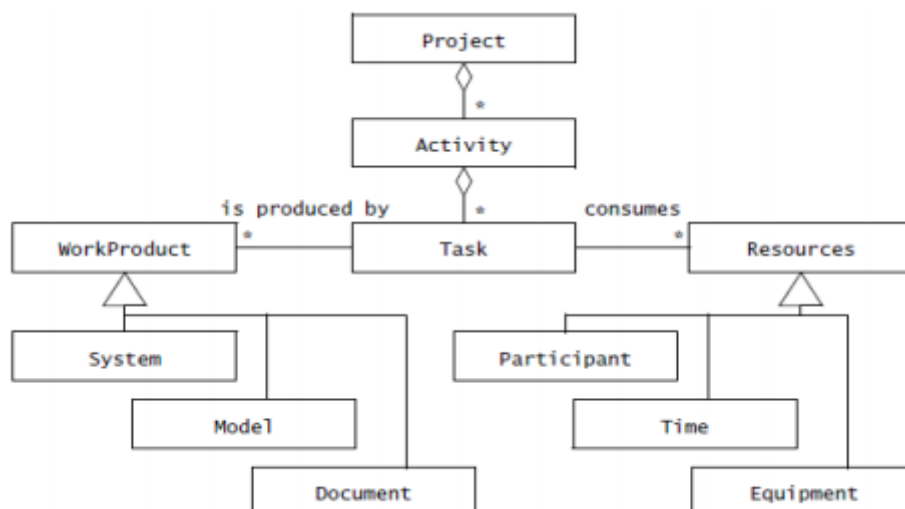 Project
*
Activity
is produced by
*
consumes
*
*
WorkProduct
Task
Resources
System
Participant
Model
Time
Document
Equipment